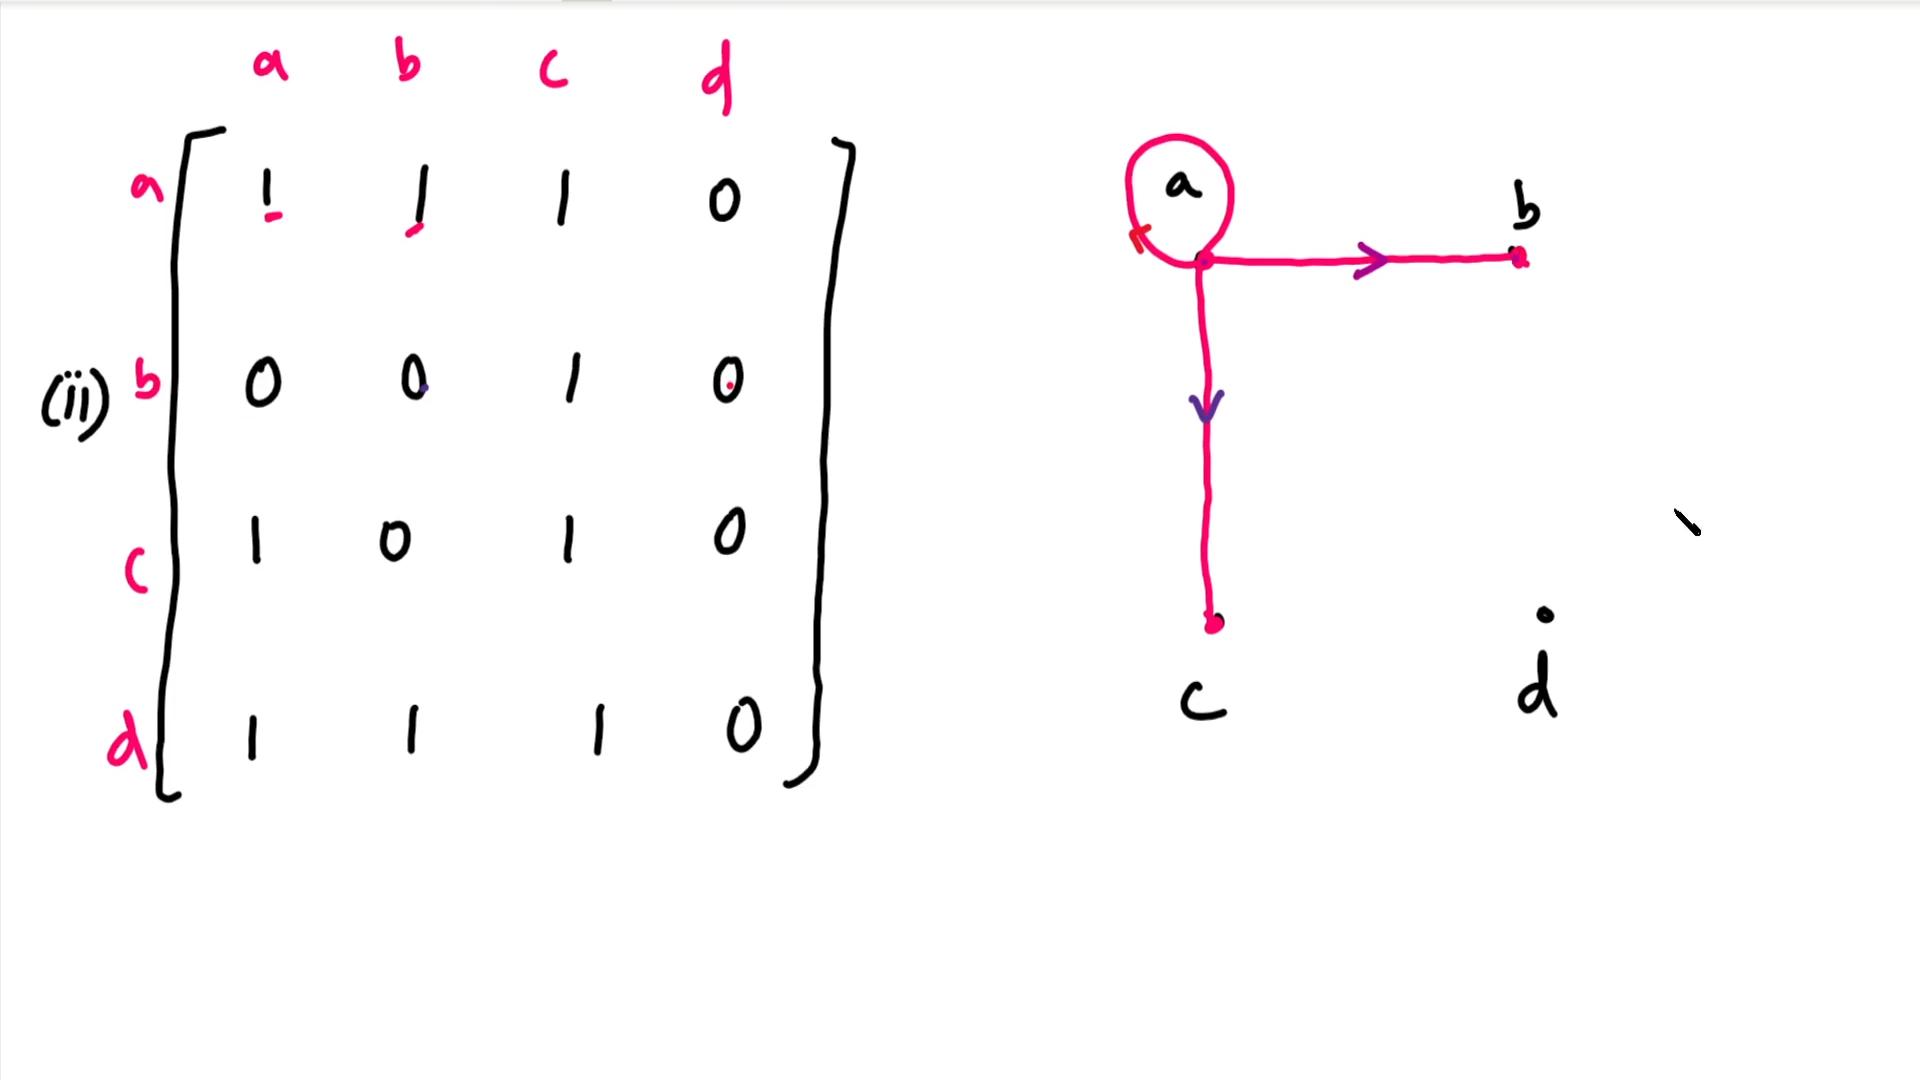 a b c d
a 1 1 1 0
(ii) b 0 0 1 0
c 1 0 1 0
d 1 1 1 0
a
b
c
d